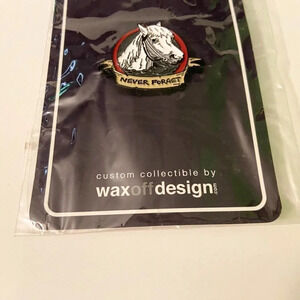 NEVER FORGET
custom collectible by
waxoffdesign.com